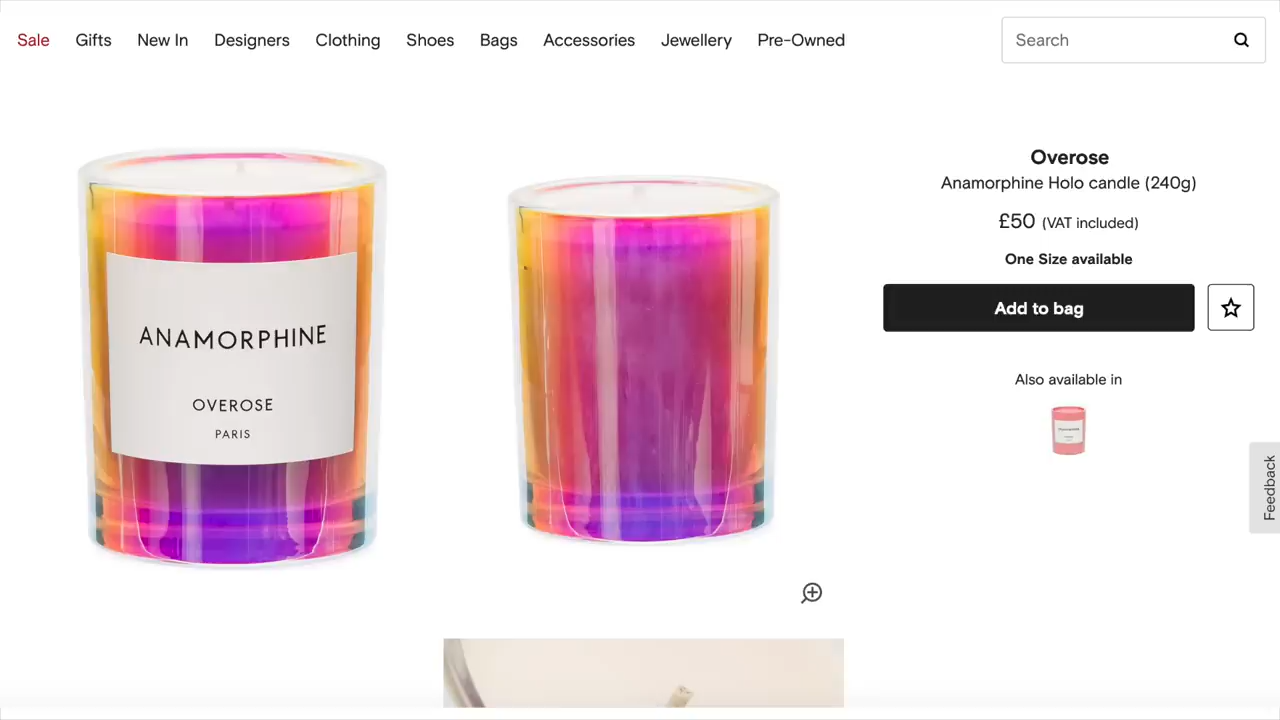 Sale Gifts New In Designers Clothing Shoes Bags Accessories Jewellery Pre-Owned Search
ANAMORPHINE
OVEROSE
PARIS
Overose
Anamorphine Holo candle (240g)
£50 (VAT included)
One Size available
Add to bag
Also available in
Feedback